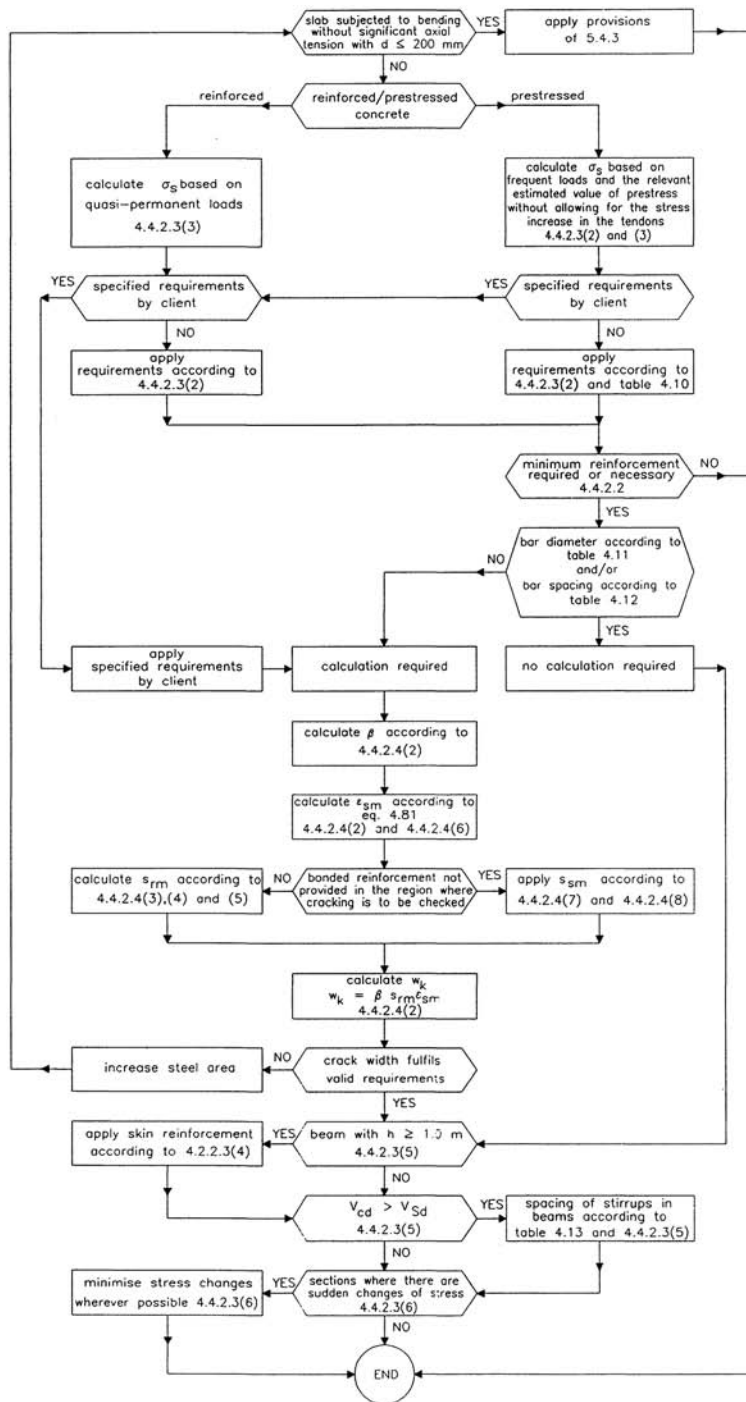 slab subjected to bending
without significant axial
tension with d ≤ 200 mm
YES
apply provisions
of 5.4.3
NO
reinforced
reinforced/prestressed
concrete
prestressed
calculate σs based on
quasi-permanent loads
4.4.2.3(3)
calculate σs based on
frequent loads and the relevant
estimated value of prestress
without allowing for the stress
increase in the tendons
4.4.2.3(2) and (3)
YES
specified requirements
by client
YES
specified requirements
by client
NO
NO
apply
requirements according to
4.4.2.3(2)
apply
requirements according to
4.4.2.3(2) and table 4.10
minimum reinforcement
required or necessary
4.4.2.2
NO
YES
NO
bar diameter according to
table 4.11
and/or
bar spacing according to
table 4.12
YES
apply
specified requirements
by client
calculation required
no calculation required
calculate β according to
4.4.2.4(2)
calculate εsm according to
eq. 4.81
4.4.2.4(2) and 4.4.2.4(6)
calculate srm according to
4.4.2.4(3),(4) and (5)
NO
bonded reinforcement not
provided in the region where
cracking is to be checked
YES
apply ssm according to
4.4.2.4(7) and 4.4.2.4(8)
calculate wk
wk = β srm εsm
4.4.2.4(2)
increase steel area
NO
crack width fulfils
valid requirements
YES
apply skin reinforcement
according to 4.2.2.3(4)
YES
beam with h ≥ 1.0 m
4.4.2.3(5)
NO
Vcd > VSd
4.4.2.3(5)
YES
spacing of stirrups in
beams according to
table 4.13 and 4.4.2.3(5)
NO
minimise stress changes
wherever possible 4.4.2.3(6)
YES
sections where there are
sudden changes of stress
4.4.2.3(6)
NO
END